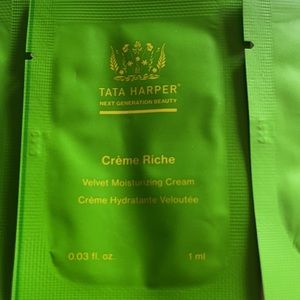 TATA HARPER®
NEXT GENERATION BEAUTY
Crème Riche
Velvet Moisturizing Cream
Crème Hydratante Veloutée
0.03 fl. oz. 1 ml